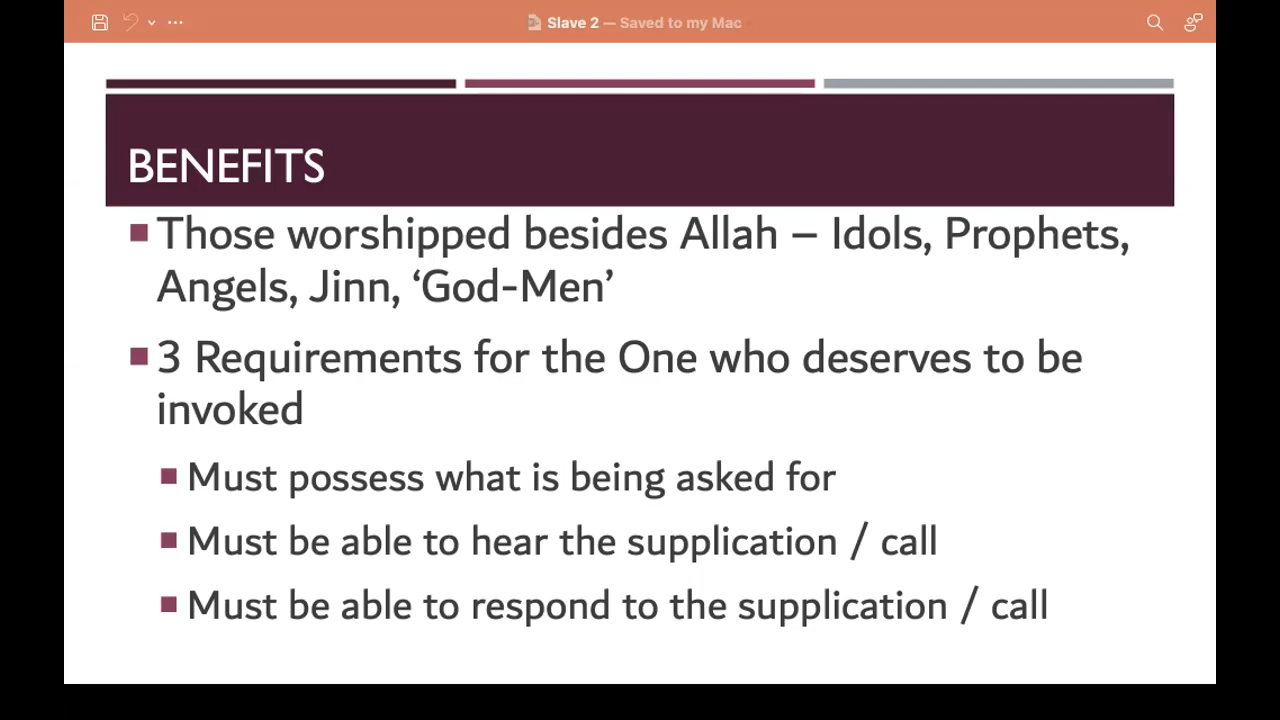 Slave 2 — Saved to my Mac
BENEFITS
Those worshipped besides Allah – Idols, Prophets,
Angels, Jinn, ‘God-Men’
3 Requirements for the One who deserves to be
invoked
Must possess what is being asked for
Must be able to hear the supplication / call
Must be able to respond to the supplication / call